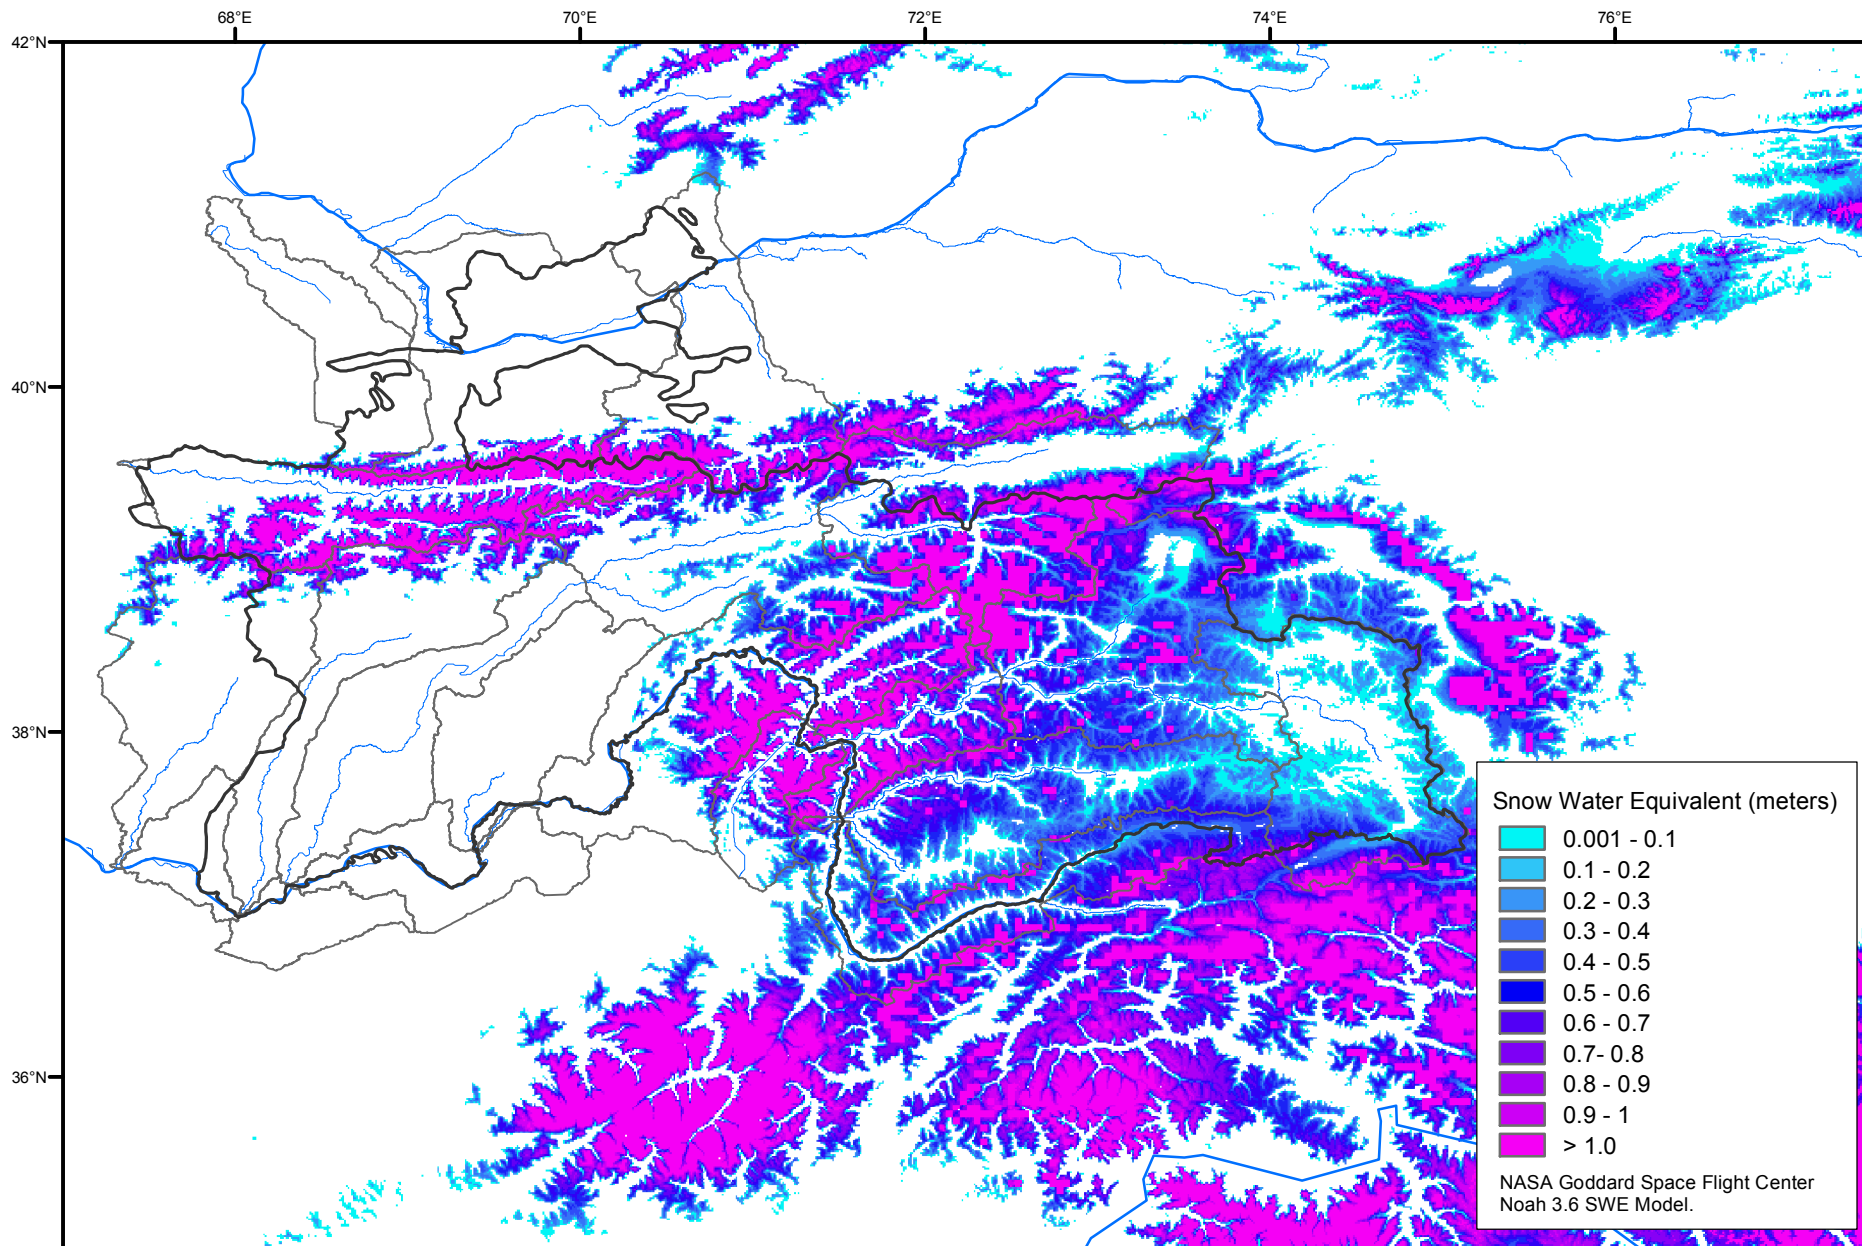 68°E 70°E 72°E 74°E 76°E
42°N
40°N
38°N
36°N
Snow Water Equivalent (meters)
0.001 - 0.1
0.1 - 0.2
0.2 - 0.3
0.3 - 0.4
0.4 - 0.5
0.5 - 0.6
0.6 - 0.7
0.7- 0.8
0.8 - 0.9
0.9 - 1
> 1.0
NASA Goddard Space Flight Center
Noah 3.6 SWE Model.